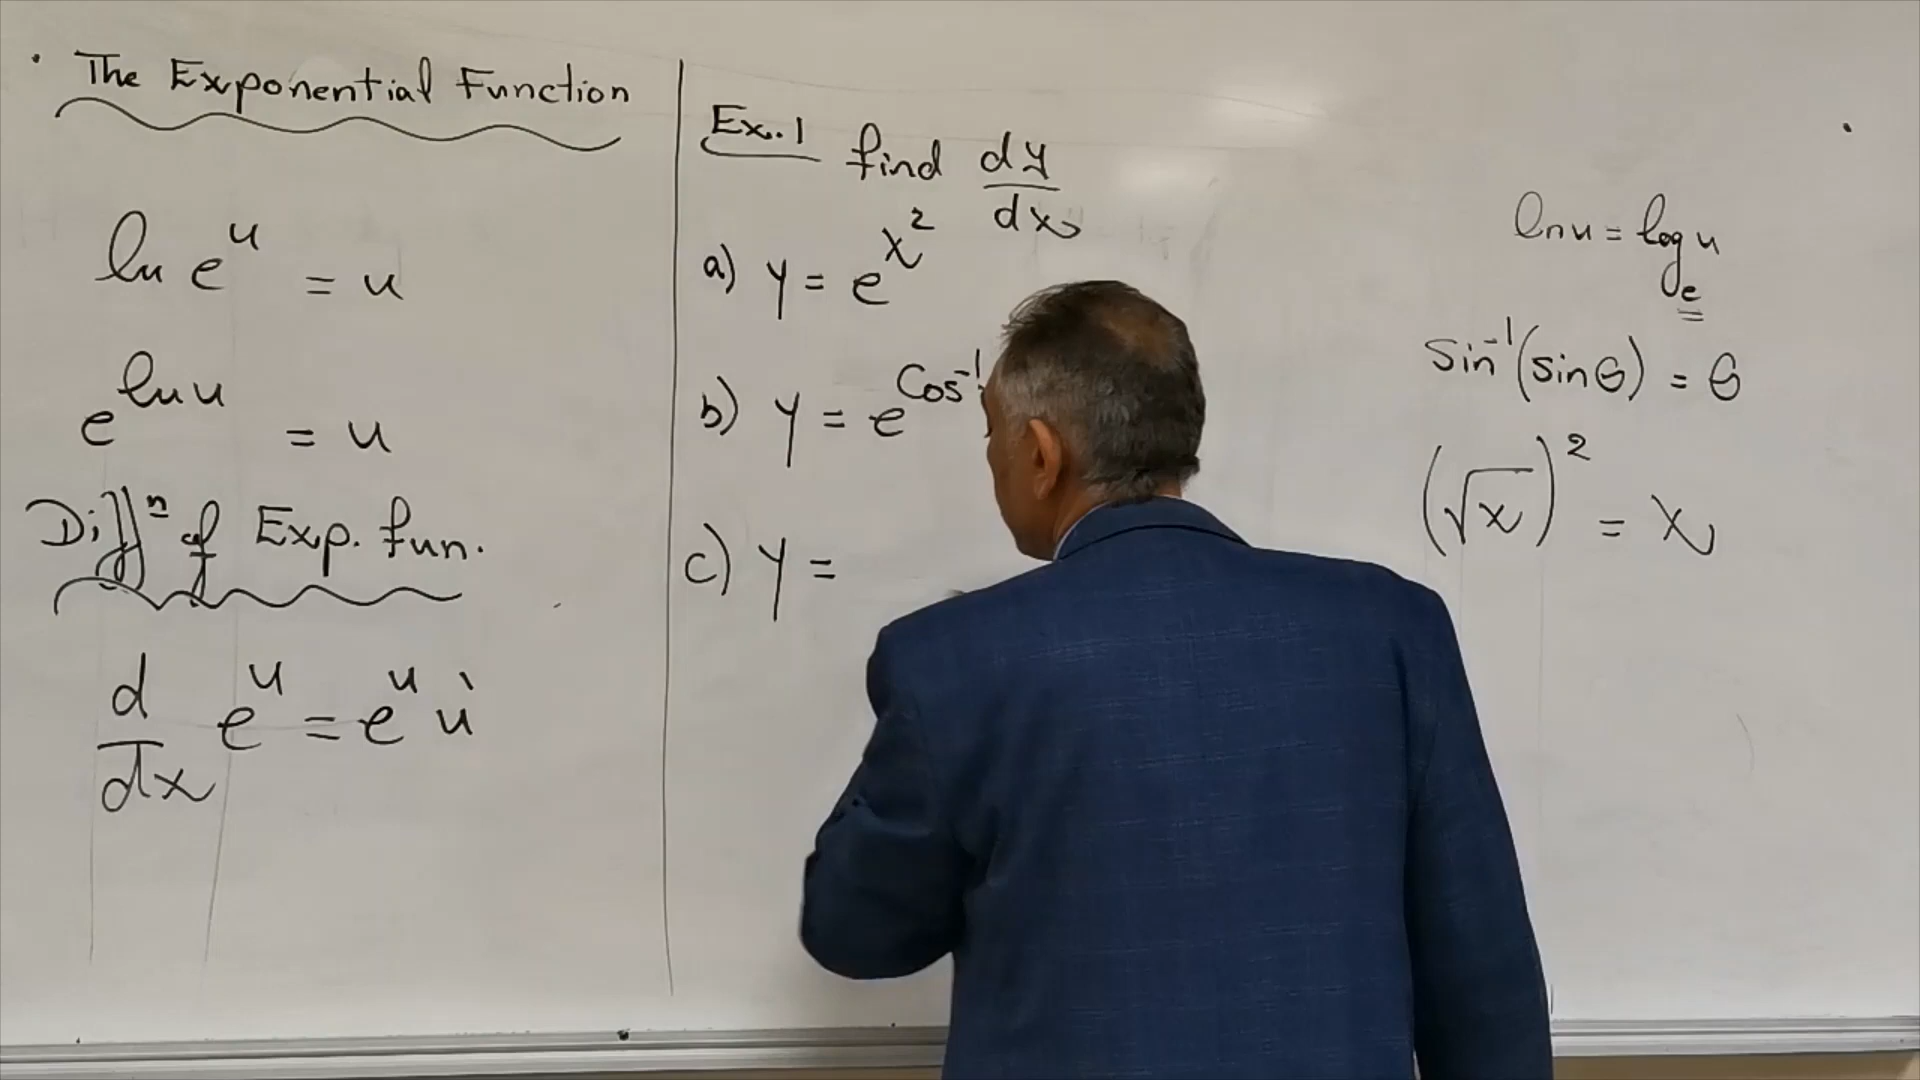 The Exponential Function
ln e^u = u
e^{ln u} = u
Diffⁿ of Exp. fun.
d/dx e^u = e^u u̇
Ex.1 find dy/dx
a) y = e^{x^2}
b) y = e^{Cos^{-1}
c) y =
ln u = log_e u
Sin^{-1}(sin θ) = θ
(√x)^2 = x